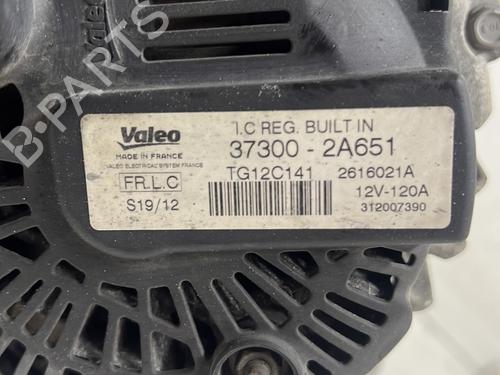 B-PARTS
Valeo
MADE IN FRANCE
VALEO ELECTRICAL SYSTEM FRANCE
I.C REG. BUILT IN
37300 - 2A651
FR.L.C
TG12C141 2616021A
S19/12
12V-120A
312007390
Valeo